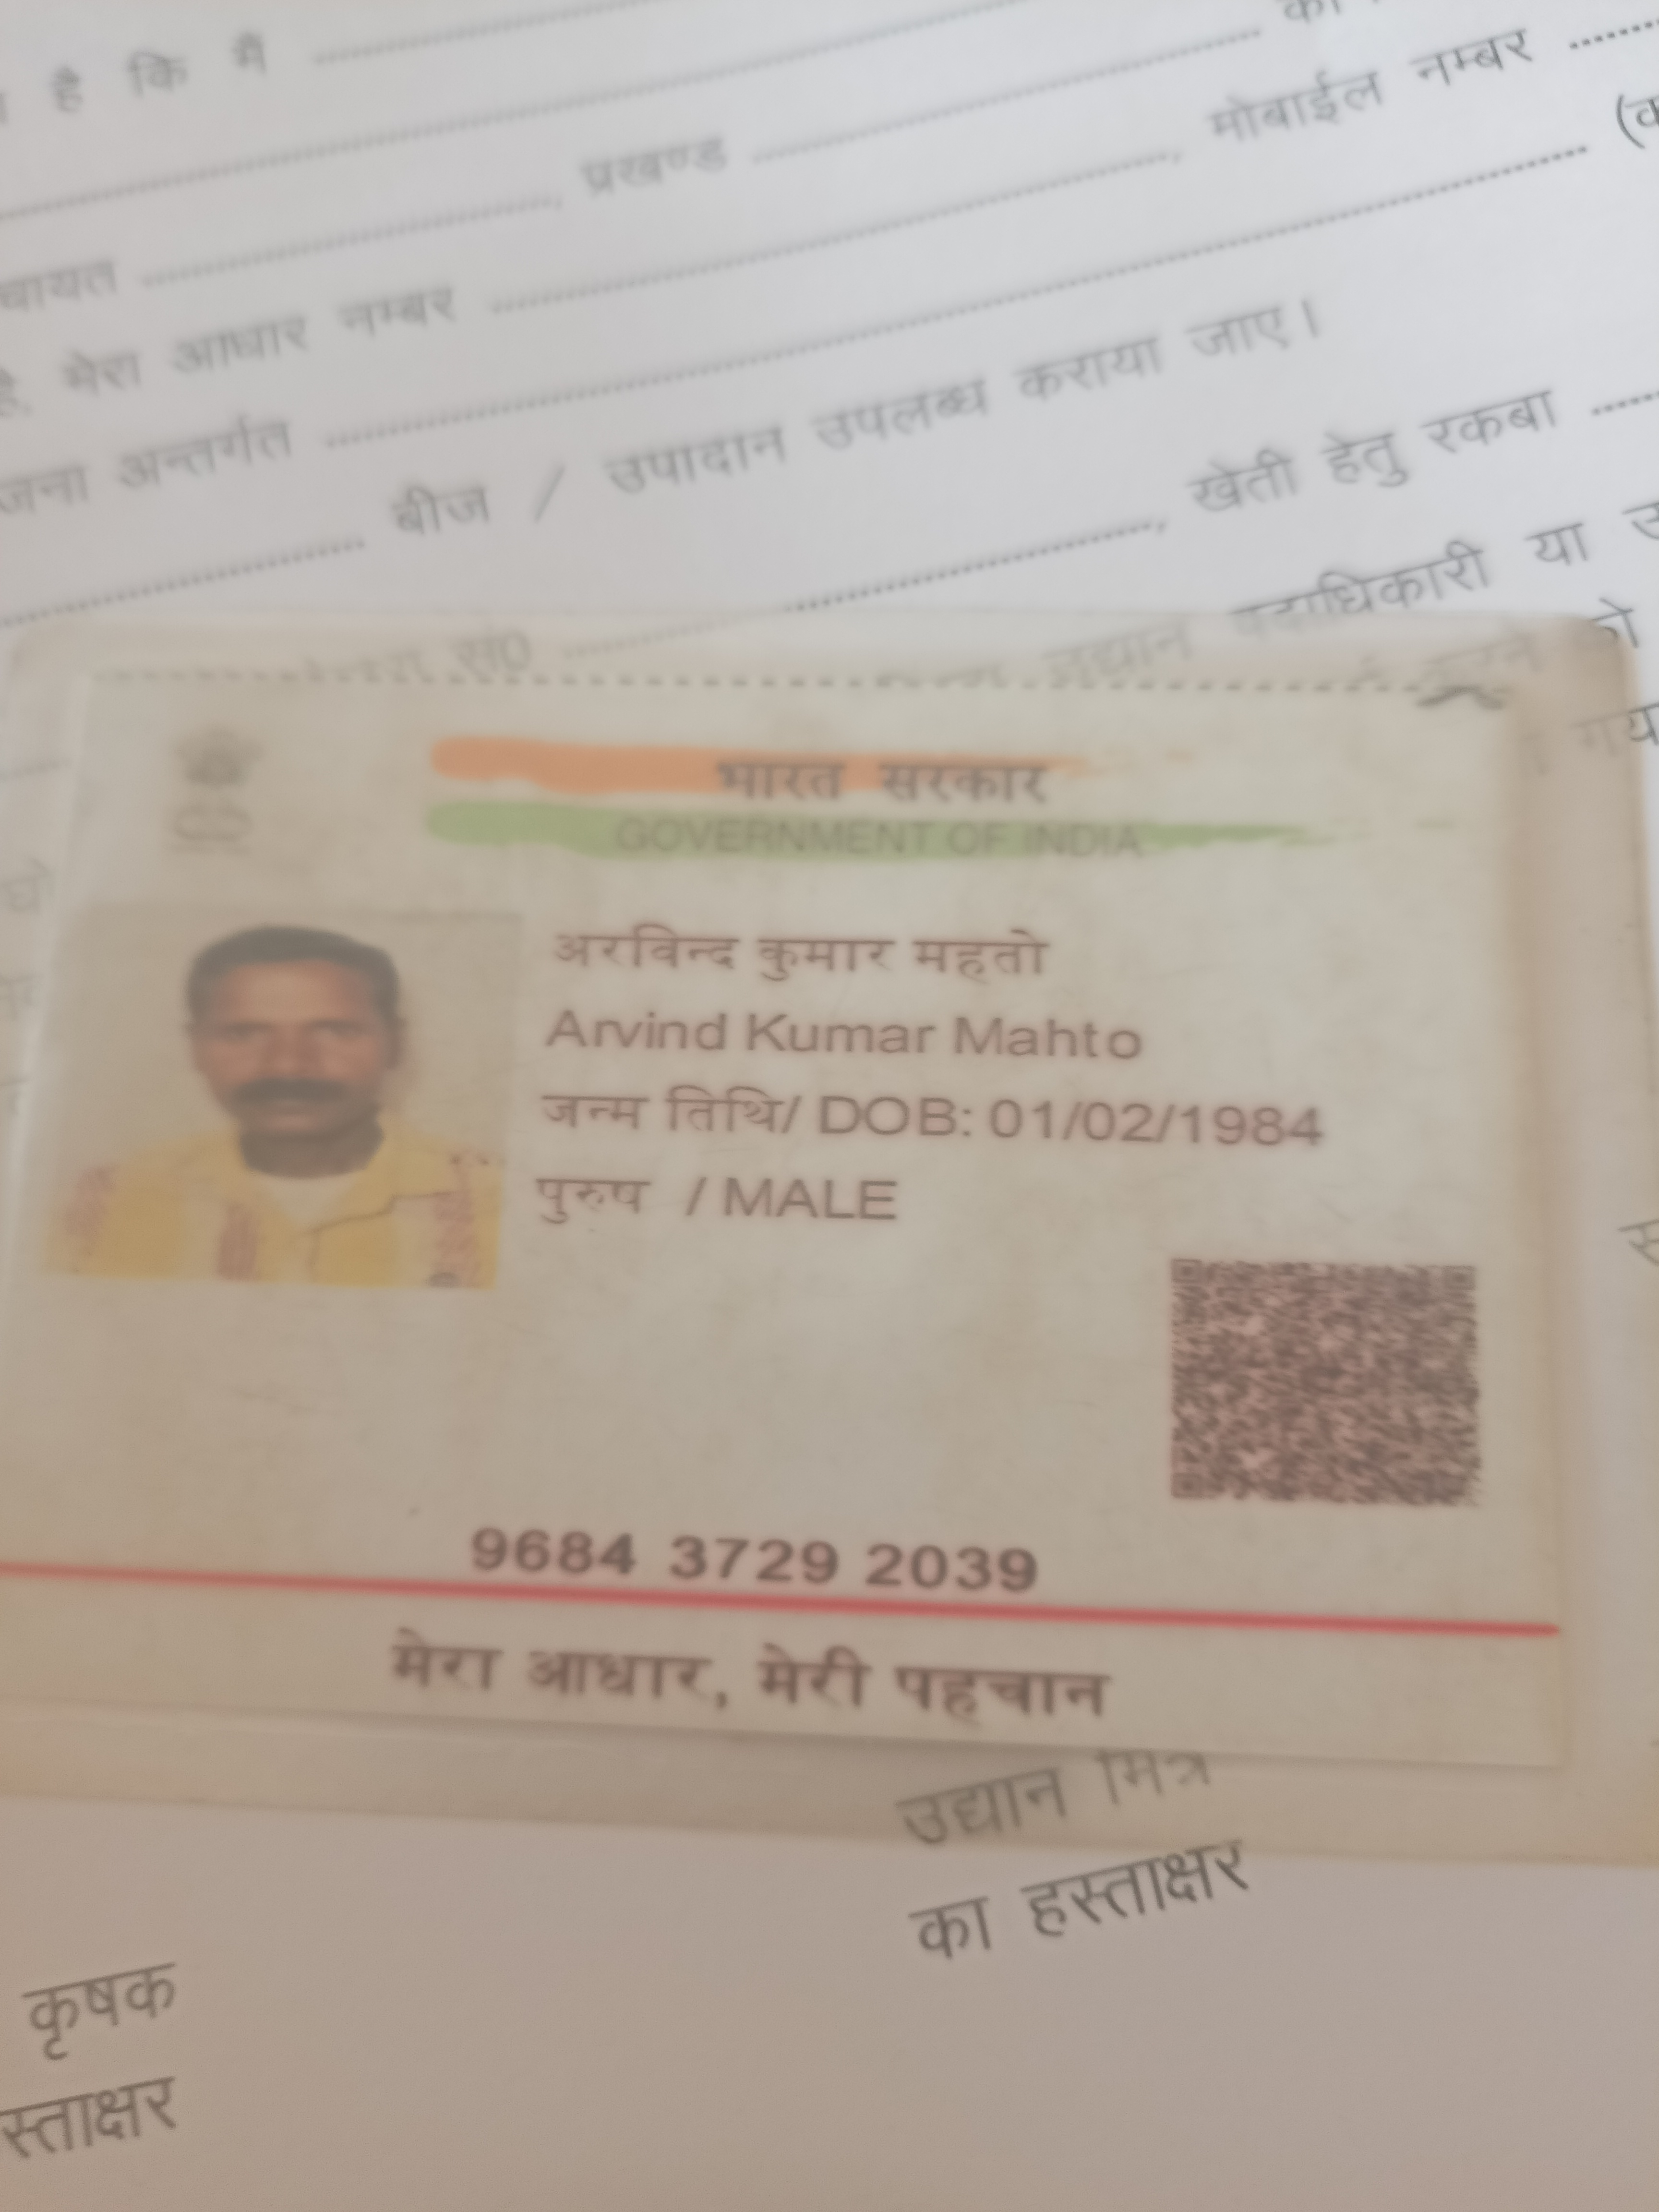 है कि मैं
प्रखण्ड
मोबाईल नम्बर
मेरा आधार नम्बर
अन्तर्गत
बीज / उपादान उपलब्ध कराया जाए।
खेती हेतु रकबा
उद्यान पदाधिकारी या
भारत सरकार
GOVERNMENT OF INDIA
अरविन्द कुमार महतो
Arvind Kumar Mahto
जन्म तिथि/ DOB: 01/02/1984
पुरुष / MALE
9684 3729 2039
मेरा आधार, मेरी पहचान
उद्यान मित्र
का हस्ताक्षर
कृषक